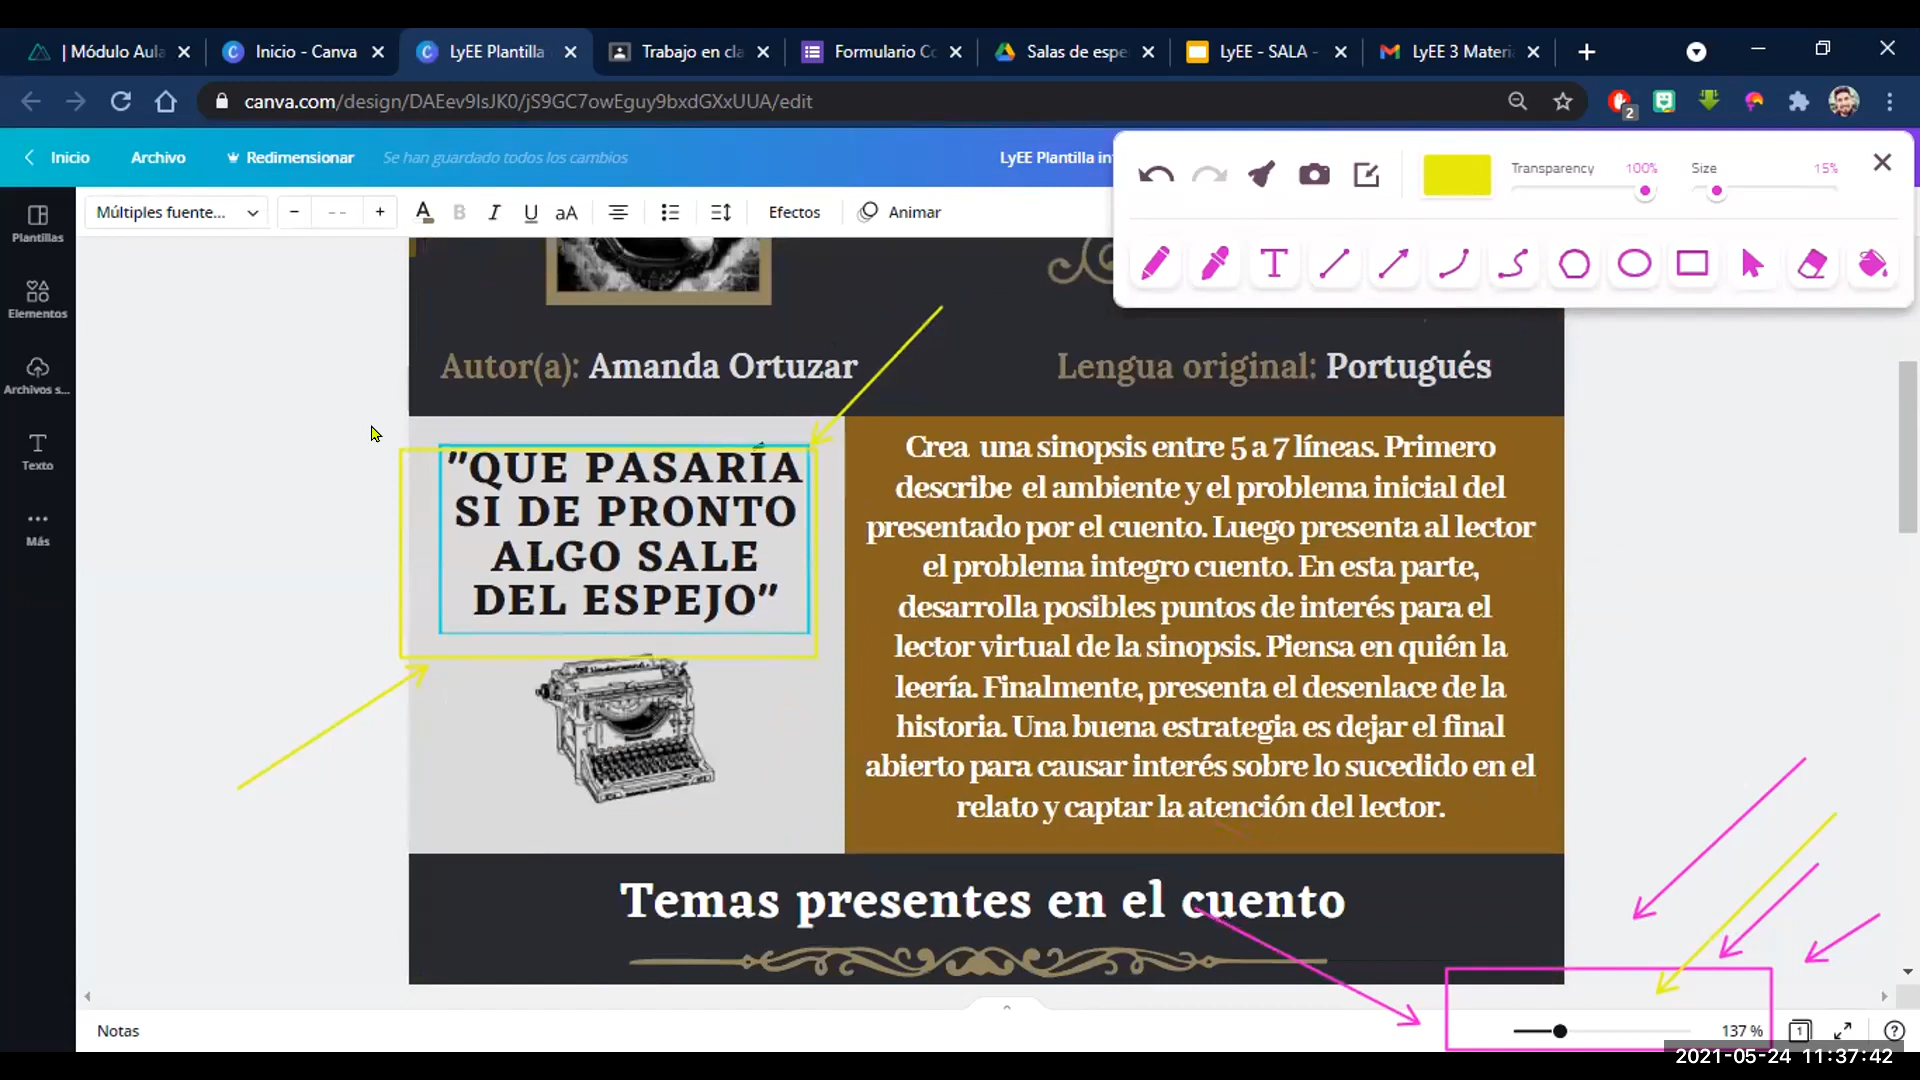 | Módulo Aula
Inicio - Canva
LyEE Plantilla
Trabajo en cla
Formulario Co
Salas de espe
LyEE - SALA -
LyEE 3 Materi
canva.com/design/DAEev9IsJK0/jS9GC7owEguy9bxdGXxUUA/edit
2
Inicio
Archivo
Redimensionar
Se han guardado todos los cambios
LyEE Plantilla in
Transparency
100%
Size
15%
Múltiples fuente...
- -
A
B
I
U
aA
Efectos
Animar
T
Plantillas
Elementos
Archivos s...
Texto
Más
Autor(a): Amanda Ortuzar
Lengua original: Portugués
"QUE PASARÍA
SI DE PRONTO
ALGO SALE
DEL ESPEJO"
Crea una sinopsis entre 5 a 7 líneas. Primero
describe el ambiente y el problema inicial del
presentado por el cuento. Luego presenta al lector
el problema integro cuento. En esta parte,
desarrolla posibles puntos de interés para el
lector virtual de la sinopsis. Piensa en quién la
leería. Finalmente, presenta el desenlace de la
historia. Una buena estrategia es dejar el final
abierto para causar interés sobre lo sucedido en el
relato y captar la atención del lector.
Temas presentes en el cuento
Notas
137 %
1
2021-05-24 11:37:42